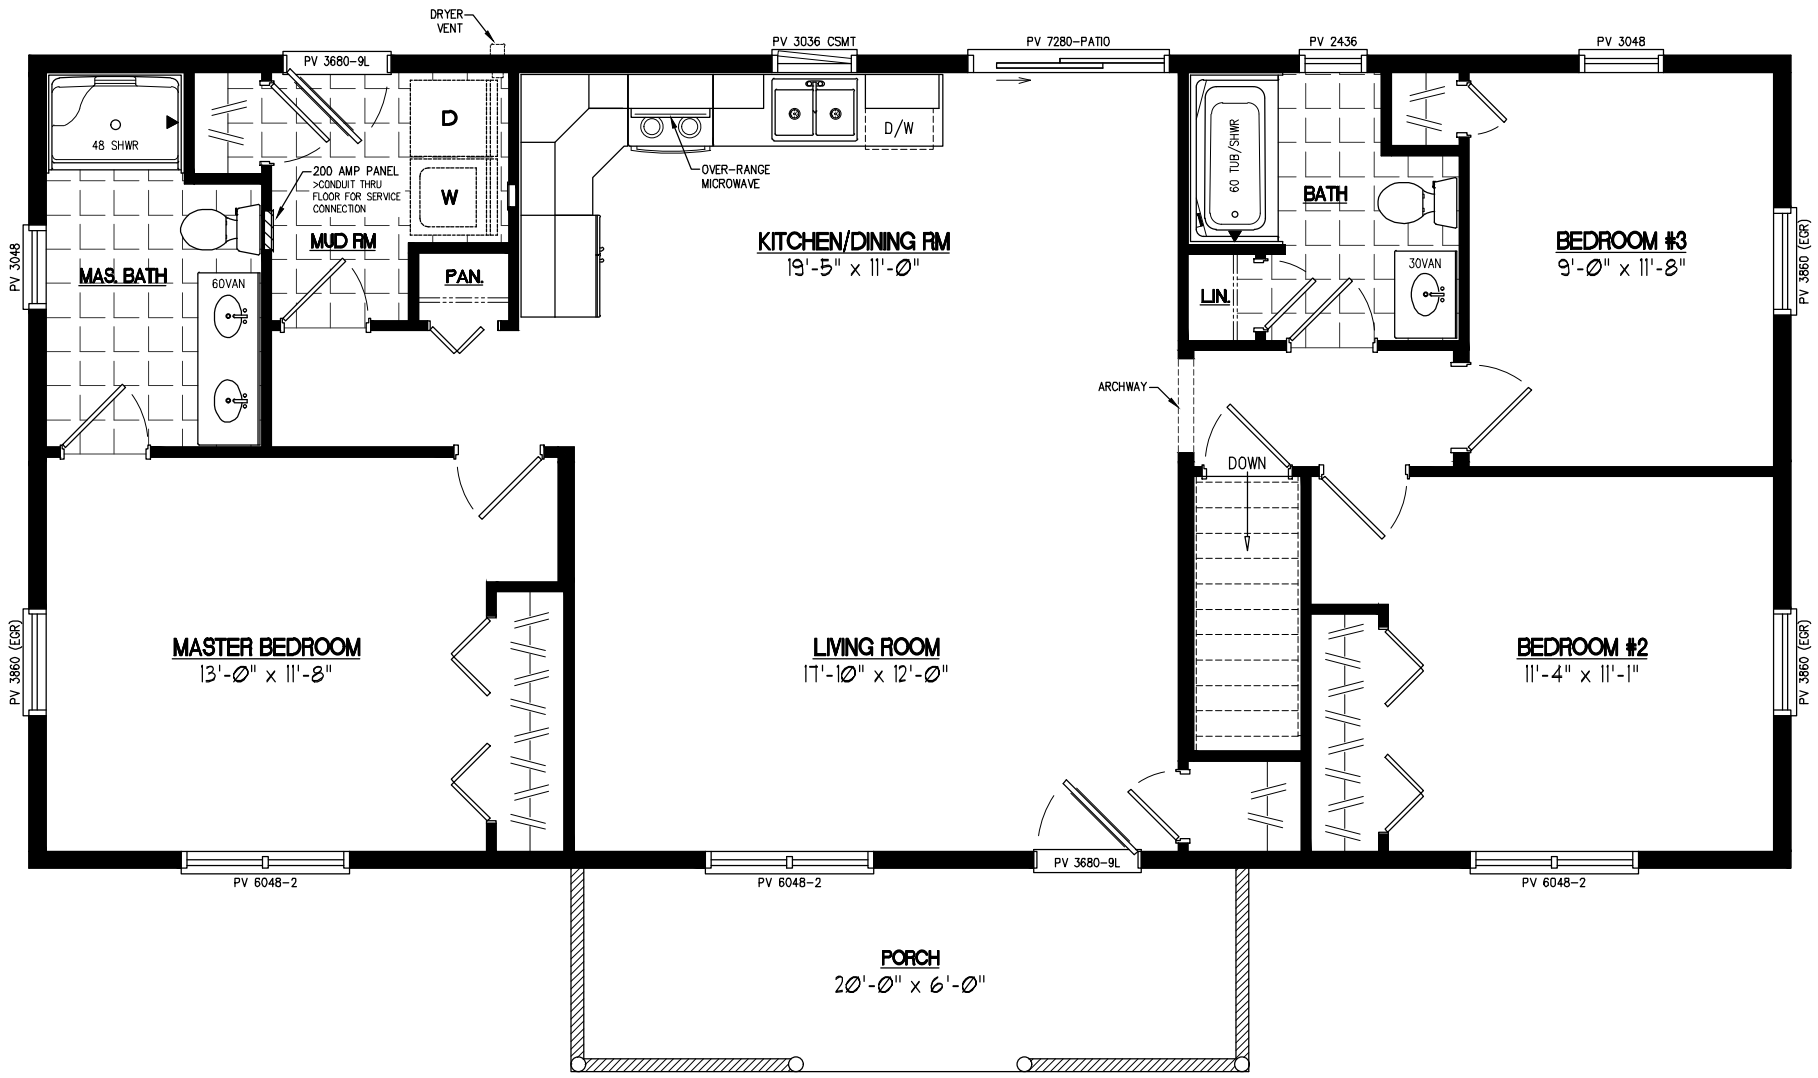 DRYER
VENT
PV 3680-9L
PV 3036 CSMT
PV 7280-PATIO
PV 2436
PV 3048
48 SHWR
D
W
200 AMP PANEL
>CONDUIT THRU
FLOOR FOR SERVICE
CONNECTION
MUD RM
PAN.
D/W
OVER-RANGE
MICROWAVE
KITCHEN/DINING RM
19'-5" x 11'-0"
60 TUB/SHWR
BATH
30VAN
LIN.
BEDROOM #3
9'-0" x 11'-8"
PV 3860 (EGR)
PV 3048
MAS. BATH
60VAN
ARCHWAY
DOWN
PV 3860 (EGR)
MASTER BEDROOM
13'-0" x 11'-8"
LIVING ROOM
17'-10" x 12'-0"
BEDROOM #2
11'-4" x 11'-1"
PV 3860 (EGR)
PV 6048-2
PV 6048-2
PV 3680-9L
PV 6048-2
PORCH
20'-0" x 6'-0"